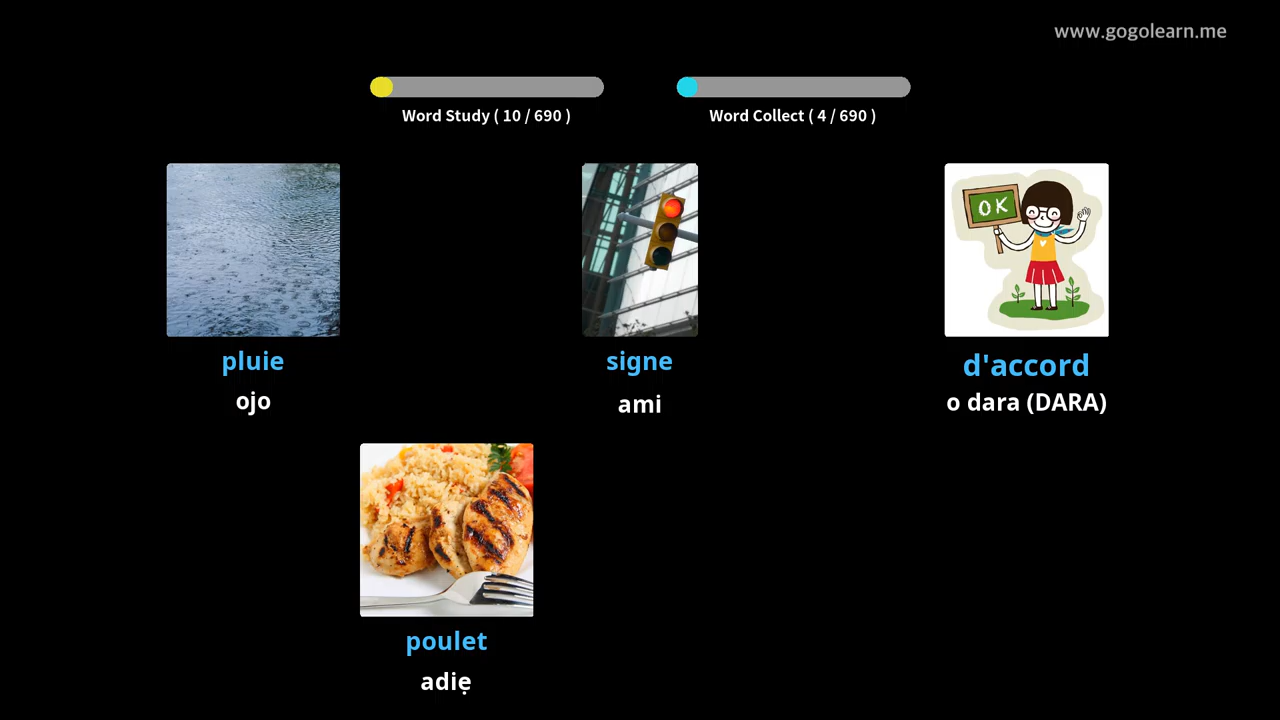 www.gogolearn.me
Word Study ( 10 / 690 )
Word Collect ( 4 / 690 )
OK
pluie
signe
d'accord
ojo
ami
o dara (DARA)
poulet
adiẹ